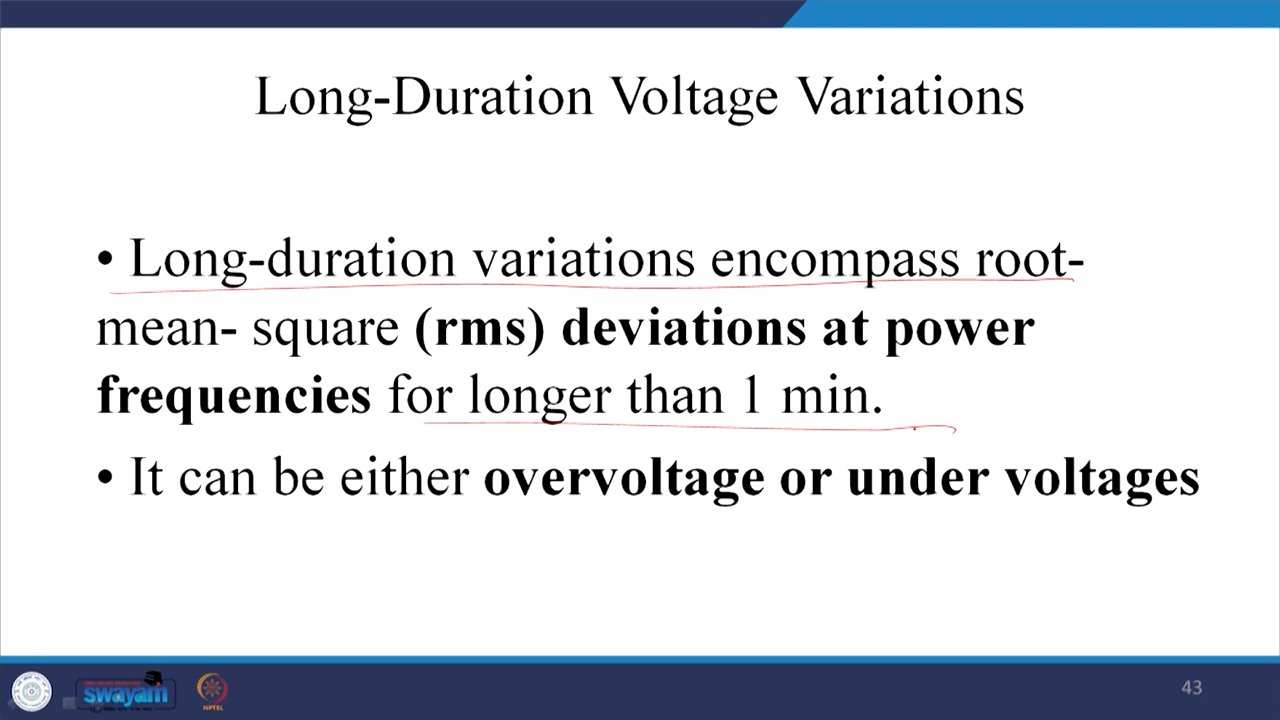 Long-Duration Voltage Variations
• Long-duration variations encompass root-
mean- square (rms) deviations at power
frequencies for longer than 1 min.
• It can be either overvoltage or under voltages
swayam
NPTEL
43